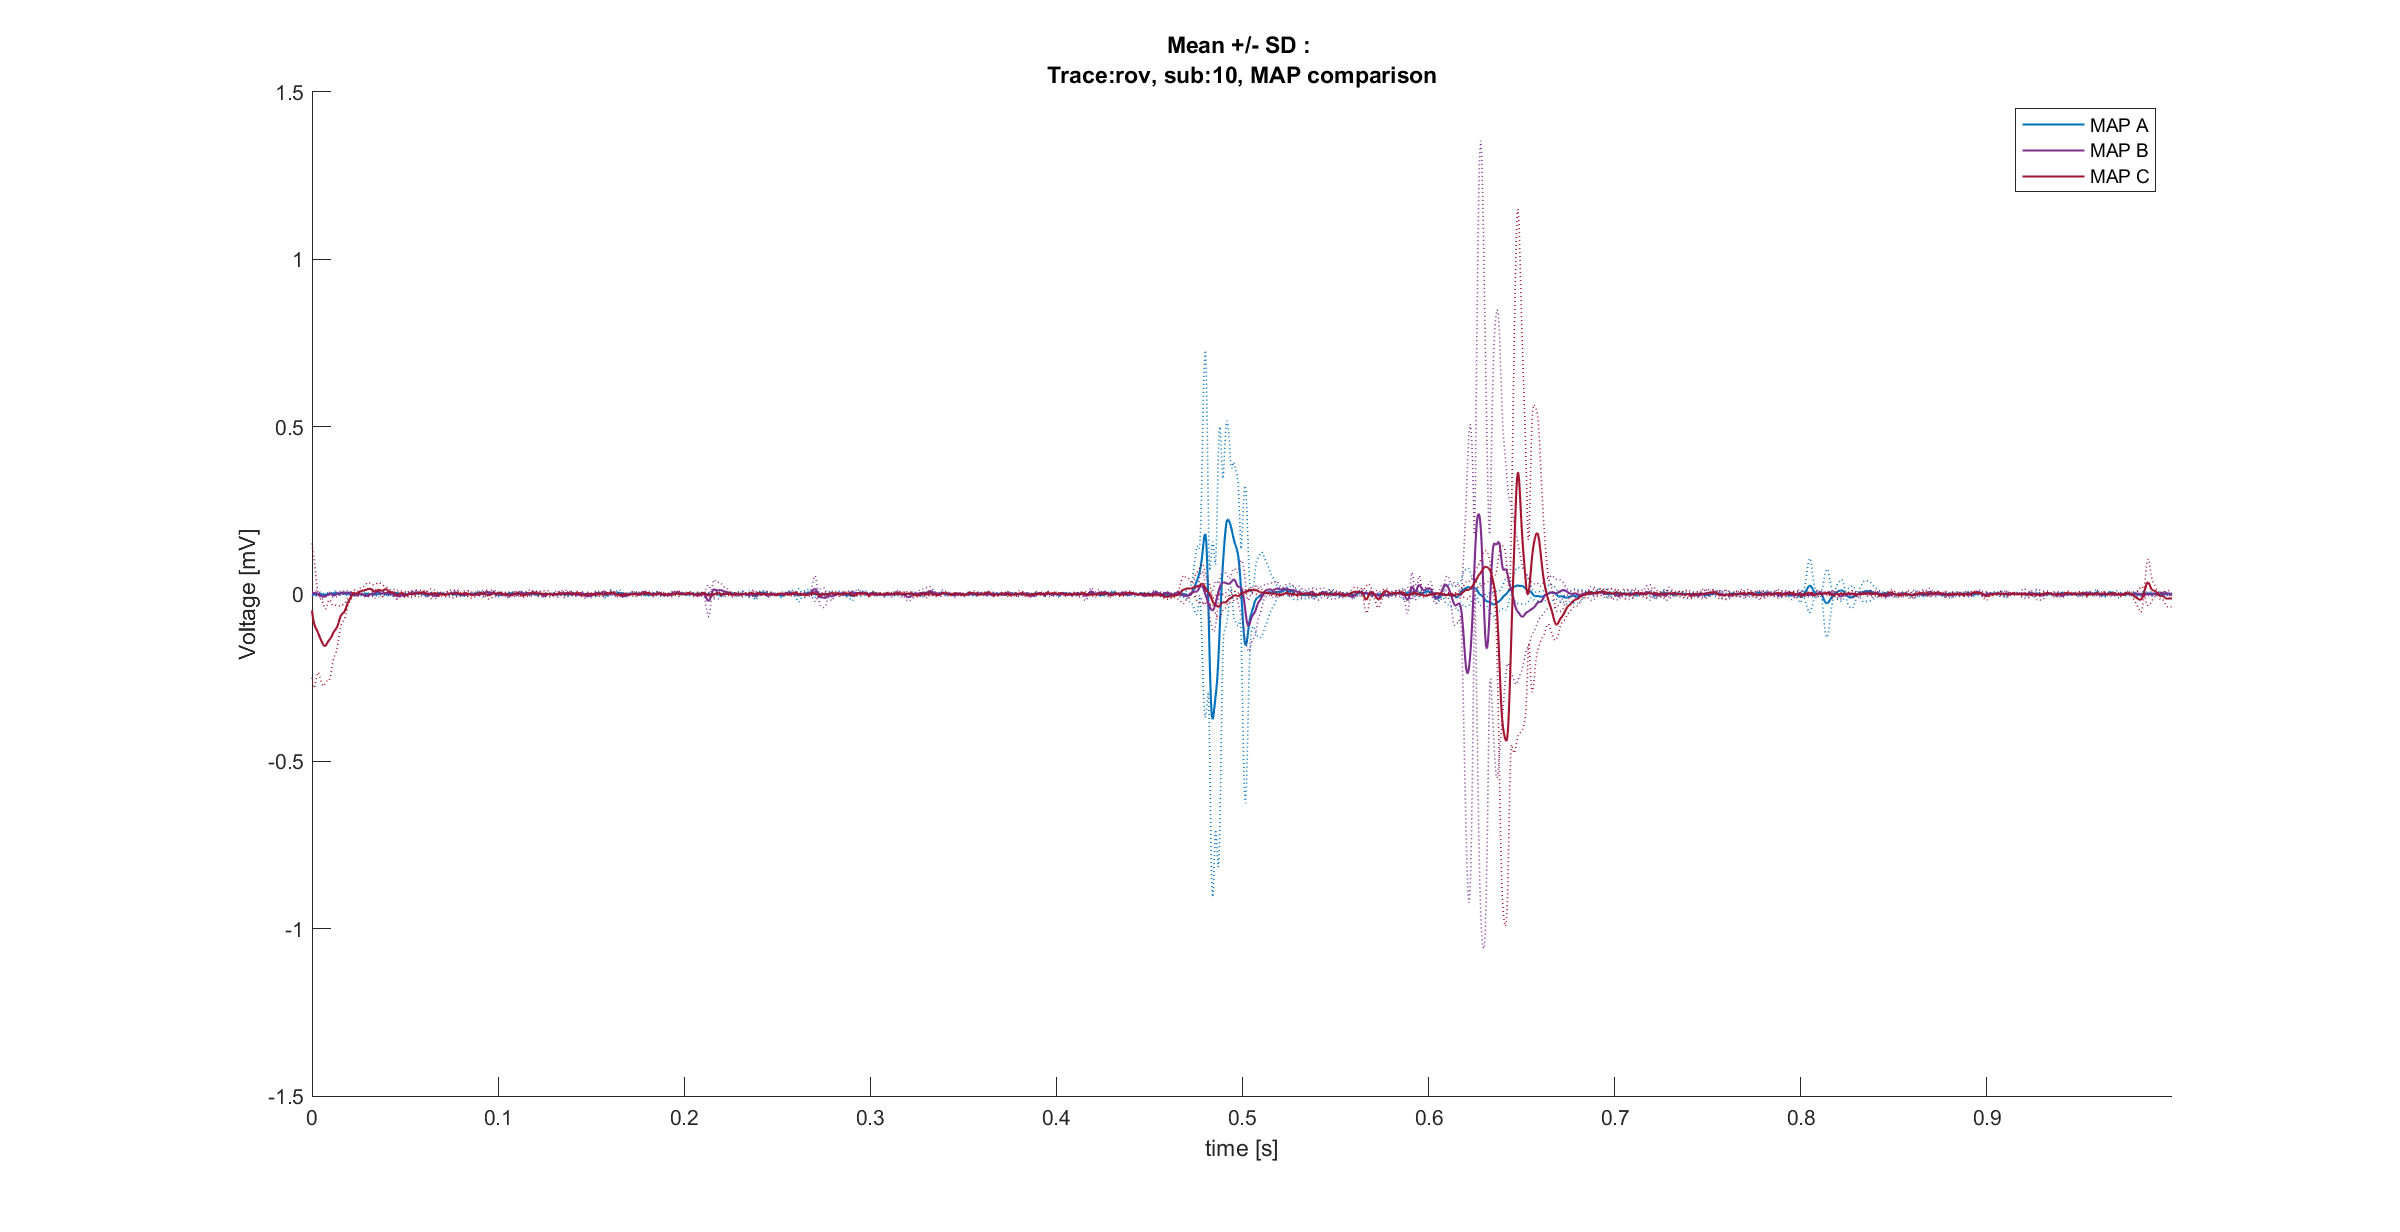 Mean +/- SD :
Trace:rov, sub:10, MAP comparison
1.5
1
0.5
0
-0.5
-1
-1.5
Voltage [mV]
MAP A
MAP B
MAP C
0 0.1 0.2 0.3 0.4 0.5 0.6 0.7 0.8 0.9
time [s]